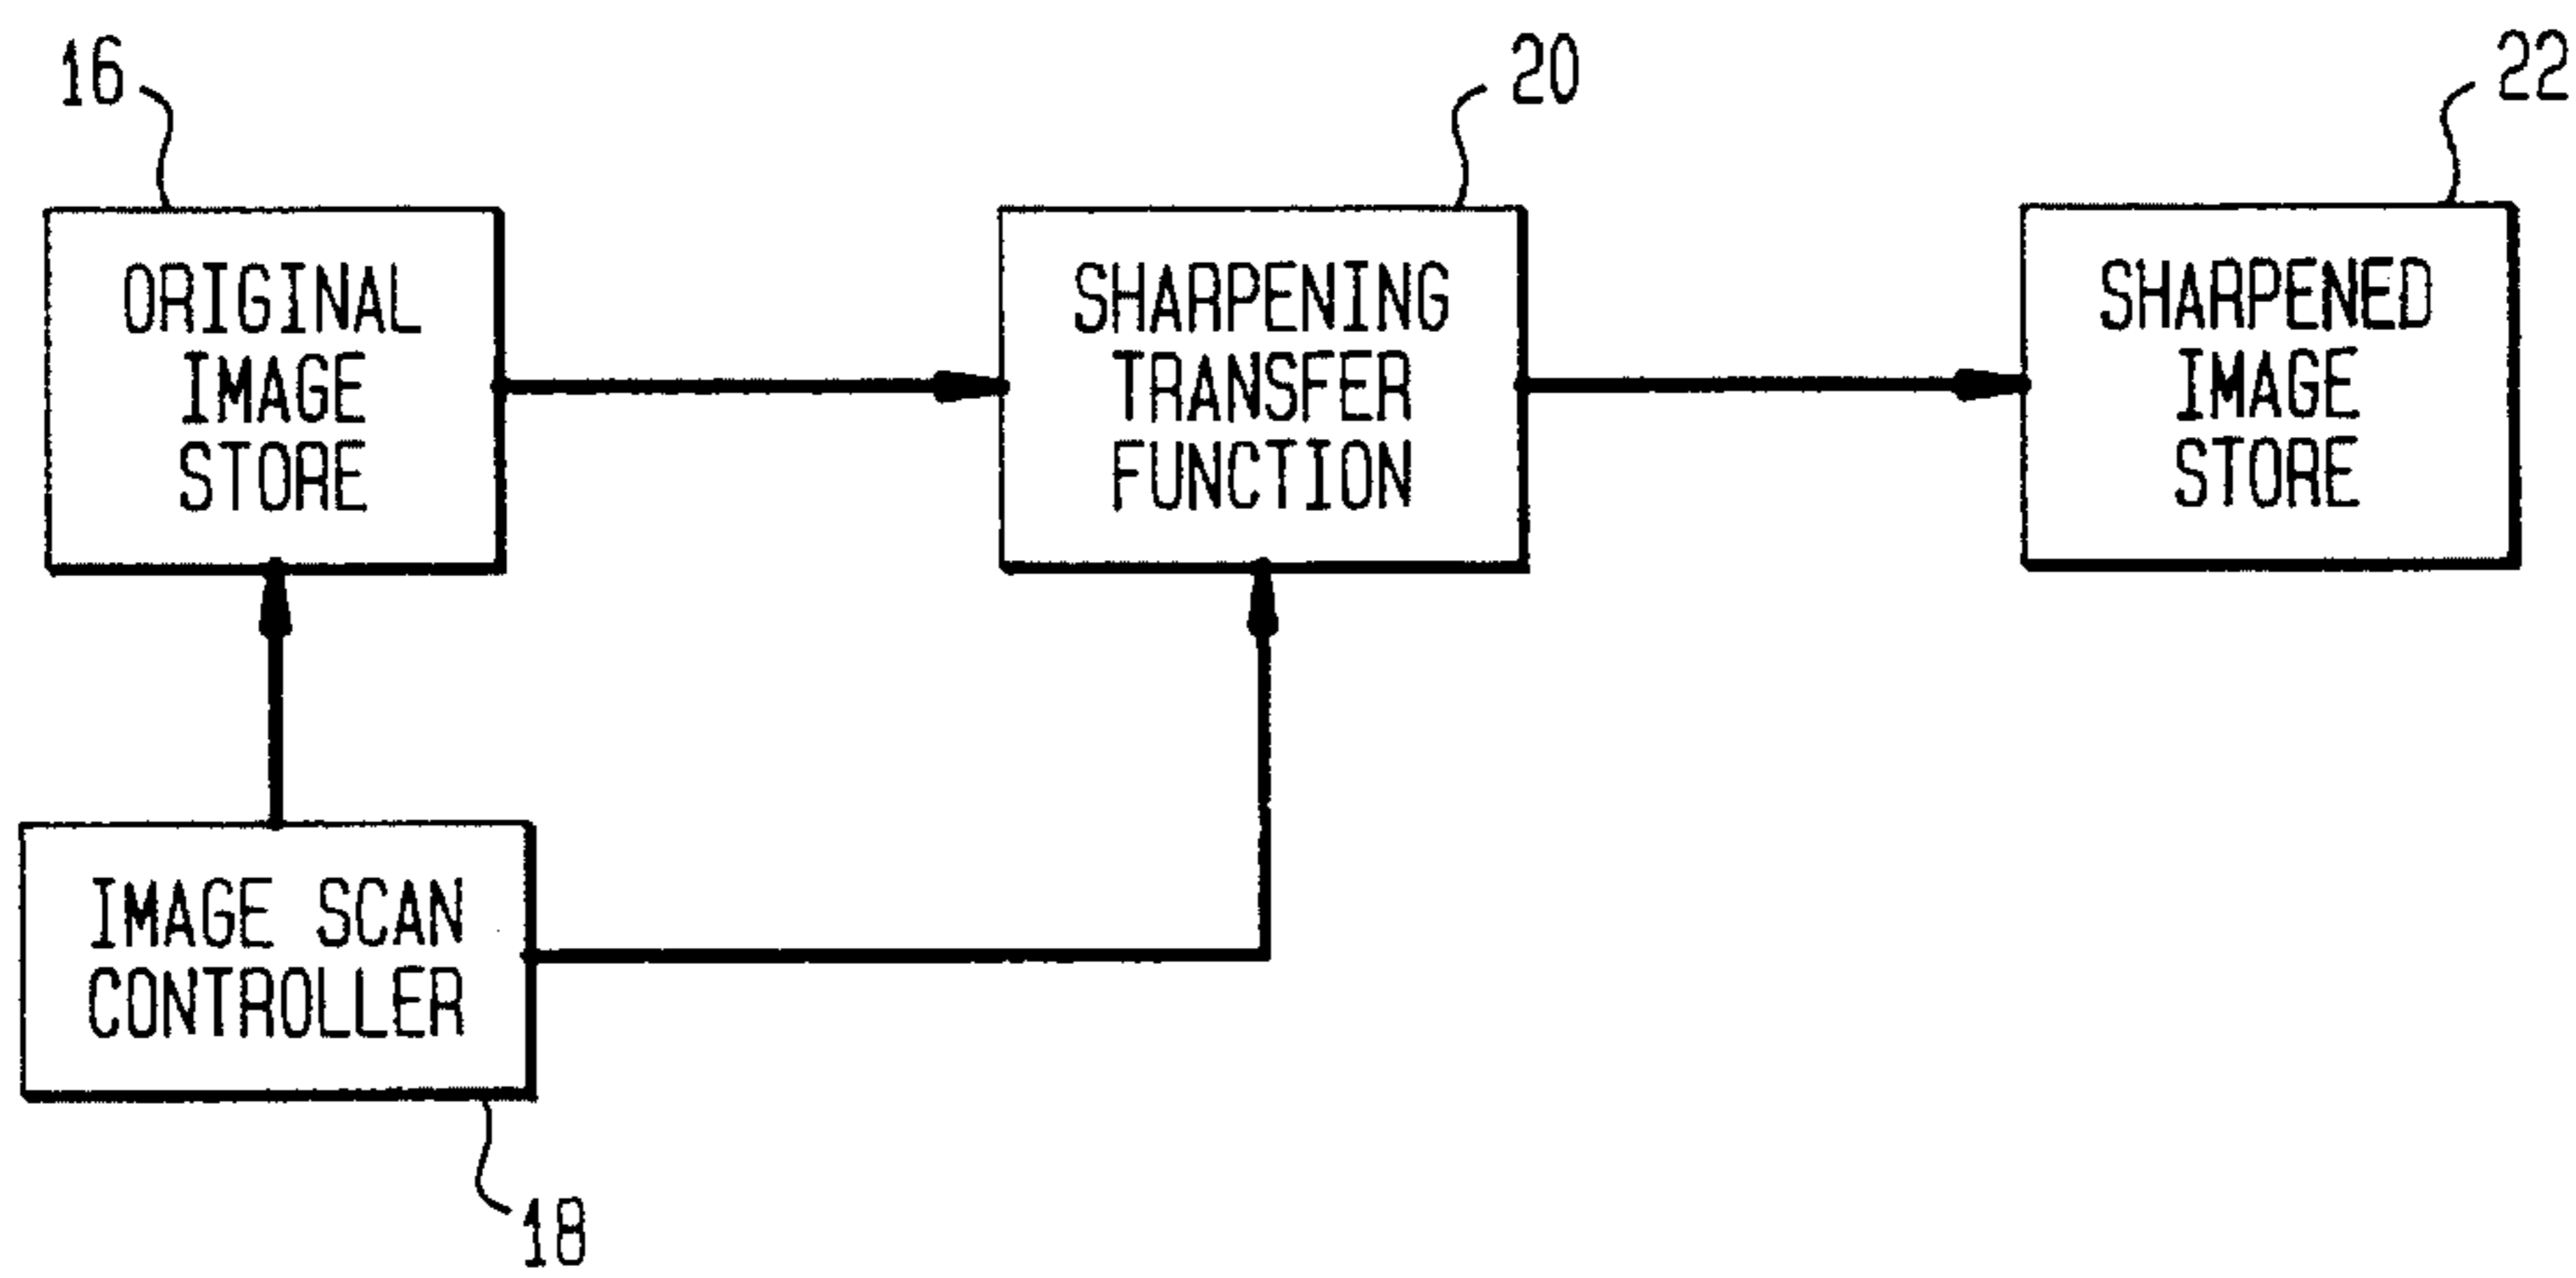 16
20
22
ORIGINAL
IMAGE
STORE
SHARPENING
TRANSFER
FUNCTION
SHARPENED
IMAGE
STORE
IMAGE SCAN
CONTROLLER
18